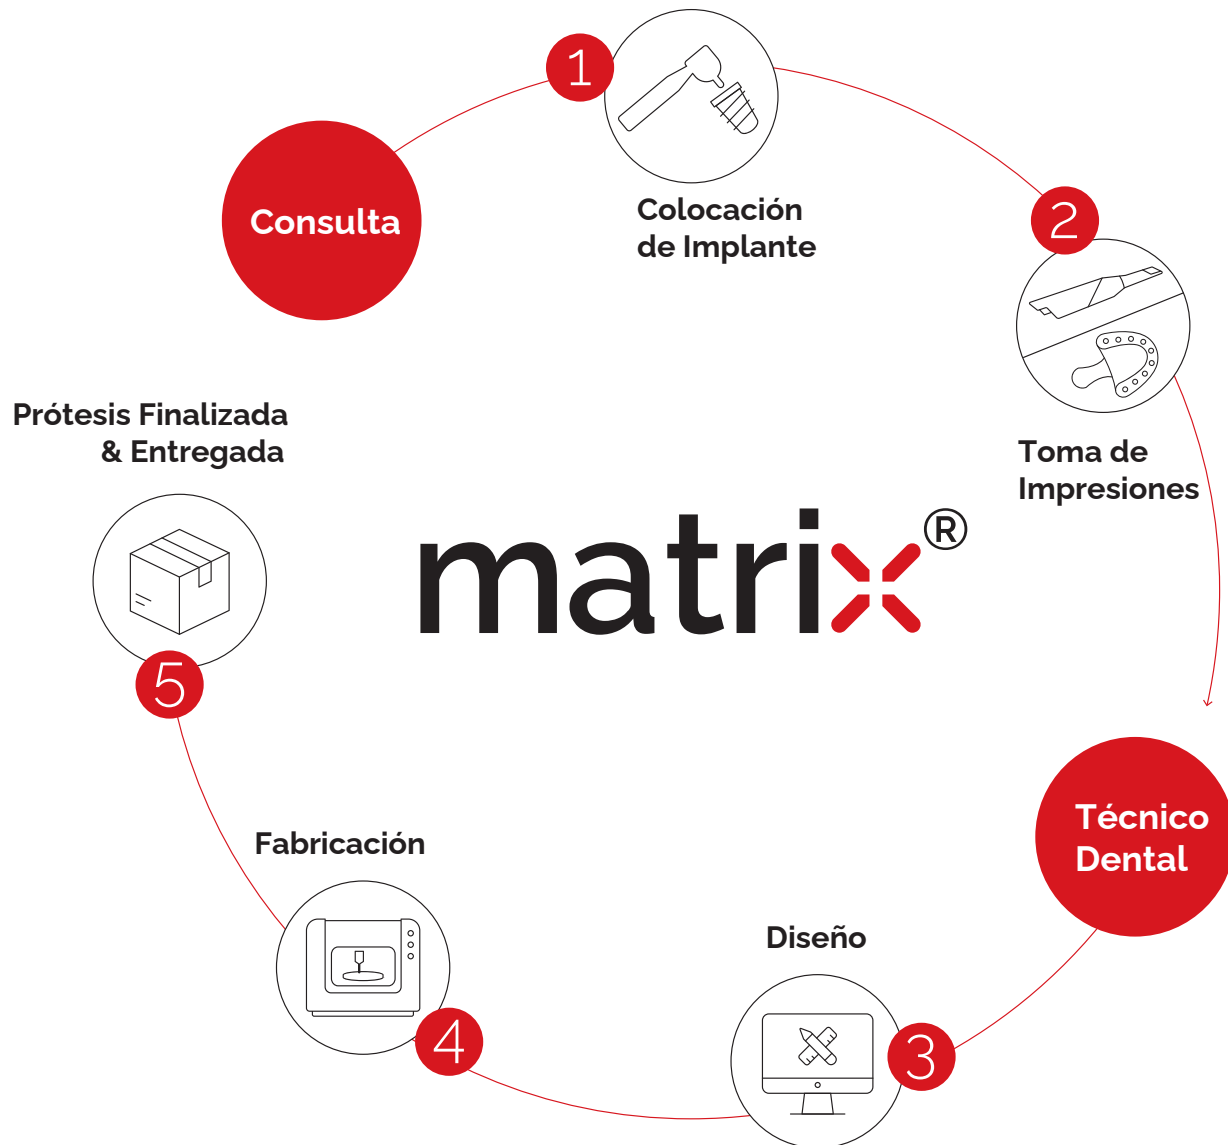 Consulta
1
Colocación
de Implante
2
Toma de
Impresiones
Técnico
Dental
3
Diseño
4
Fabricación
5
Prótesis Finalizada
& Entregada
matrix®